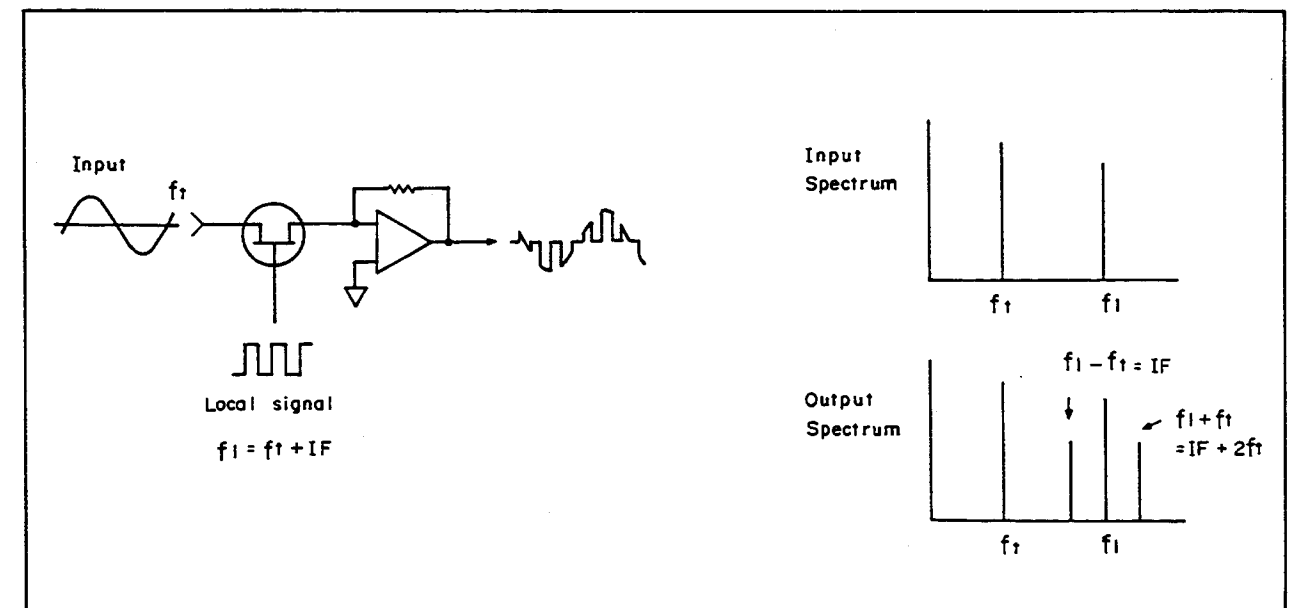 Input
ft
Local signal
fl = ft + IF
Input
Spectrum
ft
fl
Output
Spectrum
fl – ft = IF
fl + ft
= IF + 2ft
ft
fl